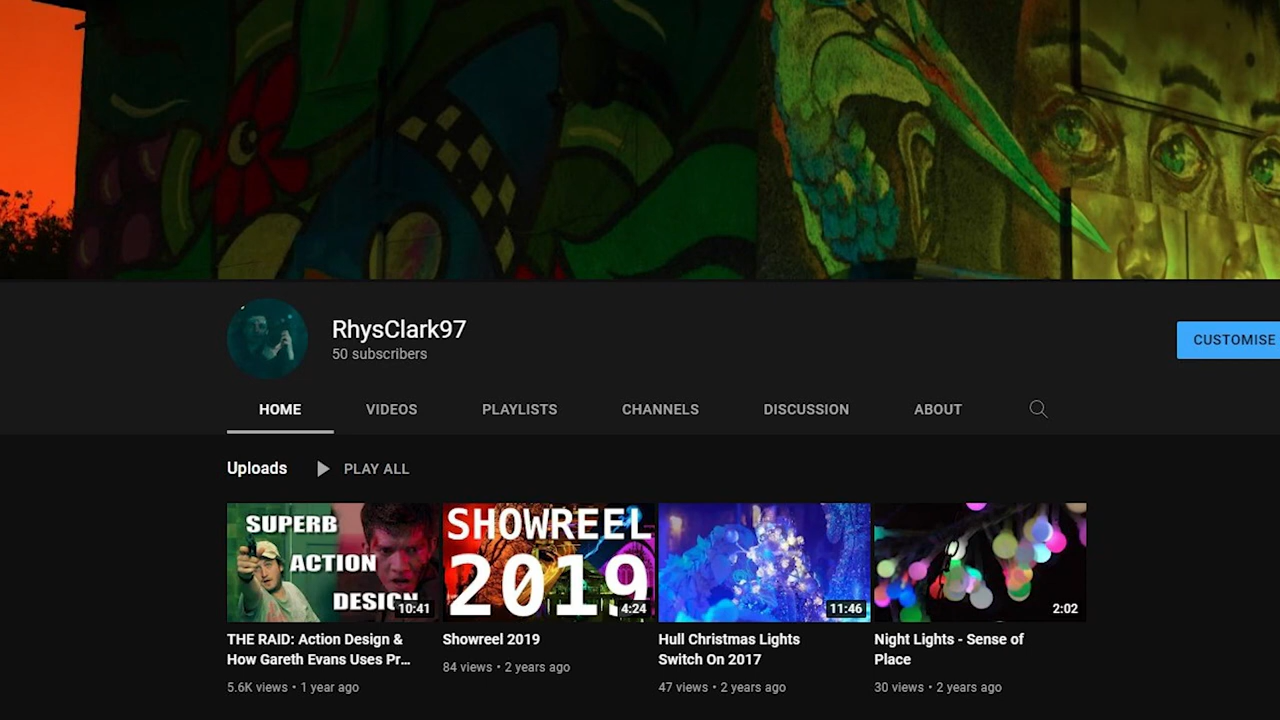 RhysClark97
50 subscribers
CUSTOMISE
HOME VIDEOS PLAYLISTS CHANNELS DISCUSSION ABOUT
Uploads PLAY ALL
SUPERB
ACTION
DESIGN
10:41
SHOWREEL
2019
4:24
11:46
2:02
THE RAID: Action Design &
How Gareth Evans Uses Pr...
5.6K views • 1 year ago
Showreel 2019
84 views • 2 years ago
Hull Christmas Lights
Switch On 2017
47 views • 2 years ago
Night Lights - Sense of
Place
30 views • 2 years ago